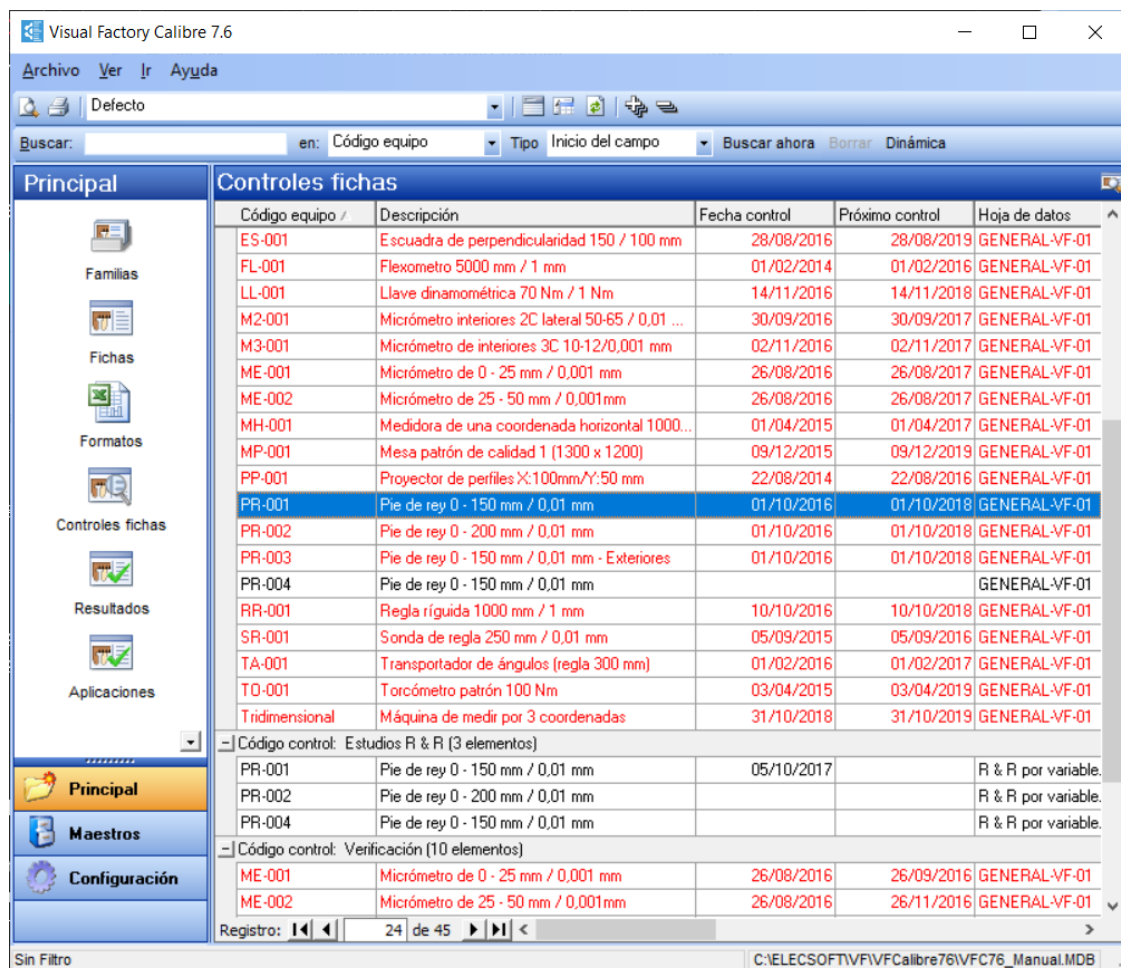 Visual Factory Calibre 7.6
Archivo Ver Ir Ayuda
Defecto
Buscar: en: Código equipo Tipo Inicio del campo Buscar ahora Borrar Dinámica
Principal
Familias
Fichas
Formatos
Controles fichas
Resultados
Aplicaciones
Principal
Maestros
Configuración
Controles fichas
Código equipo Descripción Fecha control Próximo control Hoja de datos
ES-001 Escuadra de perpendicularidad 150 / 100 mm 28/08/2016 28/08/2019 GENERAL-VF-01
FL-001 Flexometro 5000 mm / 1 mm 01/02/2014 01/02/2016 GENERAL-VF-01
LL-001 Llave dinamométrica 70 Nm / 1 Nm 14/11/2016 14/11/2018 GENERAL-VF-01
M2-001 Micrómetro interiores 2C lateral 50-65 / 0,01 ... 30/09/2016 30/09/2017 GENERAL-VF-01
M3-001 Micrómetro de interiores 3C 10-12/0,001 mm 02/11/2016 02/11/2017 GENERAL-VF-01
ME-001 Micrómetro de 0 - 25 mm / 0,001 mm 26/08/2016 26/08/2017 GENERAL-VF-01
ME-002 Micrómetro de 25 - 50 mm / 0,001mm 26/08/2016 26/08/2017 GENERAL-VF-01
MH-001 Medidora de una coordenada horizontal 1000... 01/04/2015 01/04/2017 GENERAL-VF-01
MP-001 Mesa patrón de calidad 1 (1300 x 1200) 09/12/2015 09/12/2019 GENERAL-VF-01
PP-001 Proyector de perfiles X:100mm/Y:50 mm 22/08/2014 22/08/2016 GENERAL-VF-01
PR-001 Pie de rey 0 - 150 mm / 0,01 mm 01/10/2016 01/10/2018 GENERAL-VF-01
PR-002 Pie de rey 0 - 200 mm / 0,01 mm 01/10/2016 01/10/2018 GENERAL-VF-01
PR-003 Pie de rey 0 - 150 mm / 0,01 mm - Exteriores 01/10/2016 01/10/2018 GENERAL-VF-01
PR-004 Pie de rey 0 - 150 mm / 0,01 mm GENERAL-VF-01
RR-001 Regla ríguida 1000 mm / 1 mm 10/10/2016 10/10/2018 GENERAL-VF-01
SR-001 Sonda de regla 250 mm / 0,01 mm 05/09/2015 05/09/2016 GENERAL-VF-01
TA-001 Transportador de ángulos (regla 300 mm) 01/02/2016 01/02/2017 GENERAL-VF-01
TO-001 Torcómetro patrón 100 Nm 03/04/2015 03/04/2019 GENERAL-VF-01
Tridimensional Máquina de medir por 3 coordenadas 31/10/2018 31/10/2019 GENERAL-VF-01
Código control: Estudios R & R (3 elementos)
PR-001 Pie de rey 0 - 150 mm / 0,01 mm 05/10/2017 R & R por variable.
PR-002 Pie de rey 0 - 200 mm / 0,01 mm R & R por variable.
PR-004 Pie de rey 0 - 150 mm / 0,01 mm R & R por variable.
Código control: Verificación (10 elementos)
ME-001 Micrómetro de 0 - 25 mm / 0,001 mm 26/08/2016 26/09/2016 GENERAL-VF-01
ME-002 Micrómetro de 25 - 50 mm / 0,001mm 26/08/2016 26/11/2016 GENERAL-VF-01
Registro: 24 de 45
Sin Filtro C:\ELECSOFT\VF\VFCalibre76\VFC76_Manual.MDB